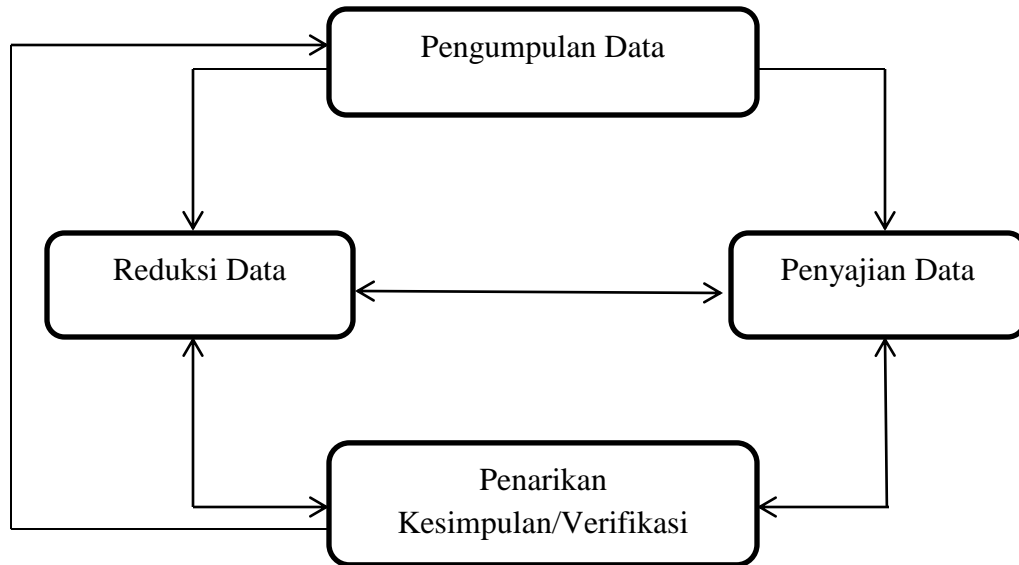 Pengumpulan Data
Reduksi Data
Penyajian Data
Penarikan
Kesimpulan/Verifikasi